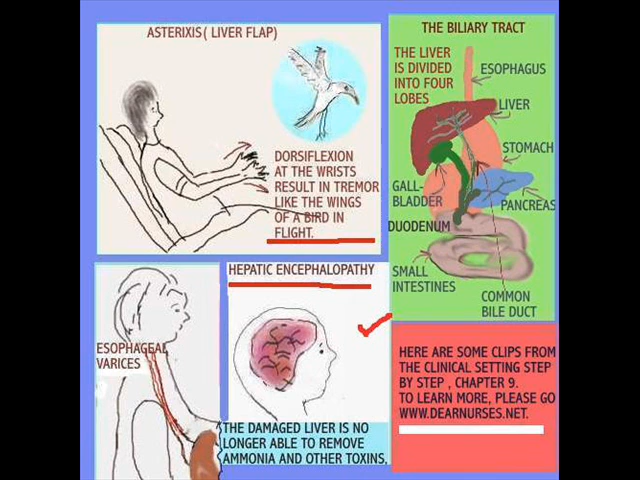 ASTERIXIS( LIVER FLAP)
DORSIFLEXION
AT THE WRISTS
RESULT IN TREMOR
LIKE THE WINGS
OF A BIRD IN
FLIGHT.
THE BILIARY TRACT
THE LIVER
IS DIVIDED
INTO FOUR
LOBES
ESOPHAGUS
LIVER
STOMACH
GALL-
BLADDER
PANCREAS
DUODENUM
SMALL
INTESTINES
COMMON
BILE DUCT
ESOPHAGEAL
VARICES
HEPATIC ENCEPHALOPATHY
THE DAMAGED LIVER IS NO
LONGER ABLE TO REMOVE
AMMONIA AND OTHER TOXINS.
HERE ARE SOME CLIPS FROM
THE CLINICAL SETTING STEP
BY STEP , CHAPTER 9.
TO LEARN MORE, PLEASE GO
WWW.DEARNURSES.NET.